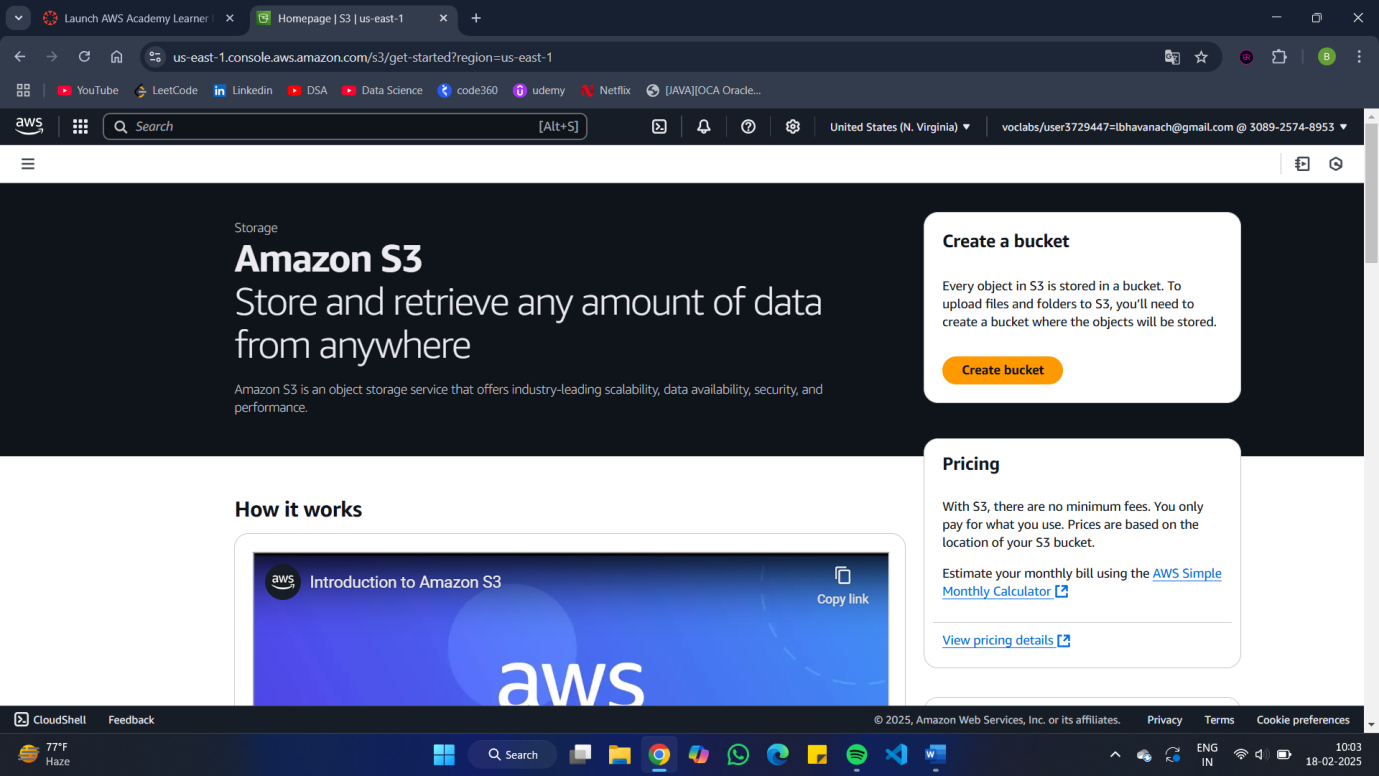 Launch AWS Academy Learner
Homepage | S3 | us-east-1
us-east-1.console.aws.amazon.com/s3/get-started?region=us-east-1
B
YouTube
LeetCode
Linkedin
DSA
Data Science
code360
udemy
Netflix
[JAVA][OCA Oracle...
aws
Search
[Alt+S]
United States (N. Virginia)
voclabs/user3729447=lbhavanach@gmail.com @ 3089-2574-8953
Storage
Amazon S3
Store and retrieve any amount of data
from anywhere
Amazon S3 is an object storage service that offers industry-leading scalability, data availability, security, and
performance.
Create a bucket
Every object in S3 is stored in a bucket. To
upload files and folders to S3, you'll need to
create a bucket where the objects will be stored.
Create bucket
Pricing
With S3, there are no minimum fees. You only
pay for what you use. Prices are based on the
location of your S3 bucket.
Estimate your monthly bill using the AWS Simple
Monthly Calculator
View pricing details
How it works
aws
Introduction to Amazon S3
Copy link
aws
CloudShell
Feedback
© 2025, Amazon Web Services, Inc. or its affiliates.
Privacy
Terms
Cookie preferences
77°F
Haze
Search
ENG
IN
10:03
18-02-2025